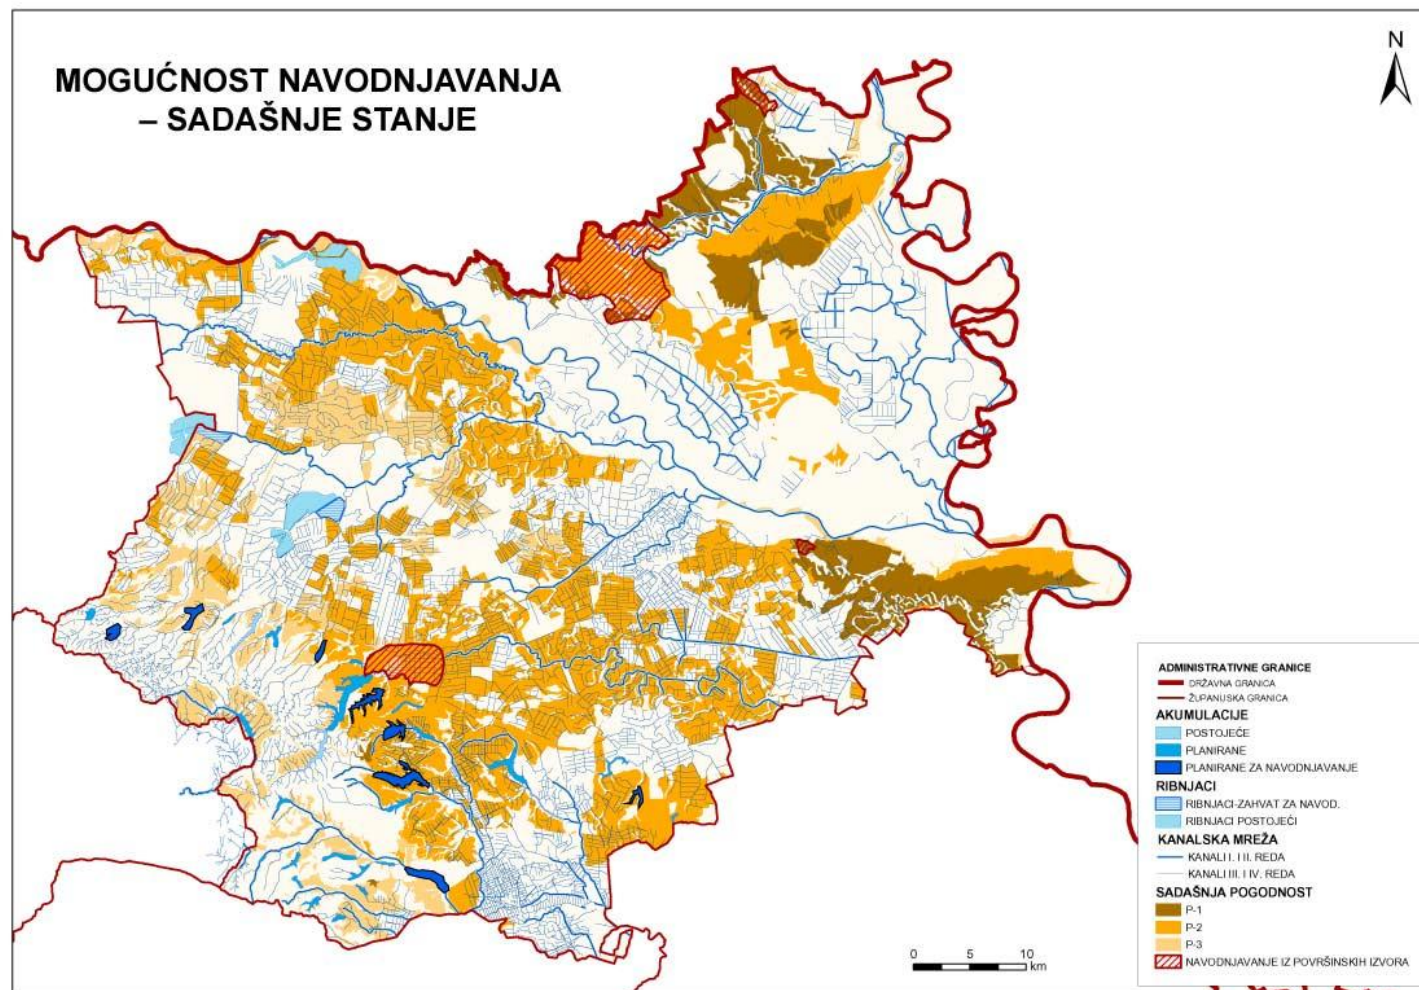 MOGUĆNOST NAVODNJAVANJA
– SADAŠNJE STANJE
N
ADMINISTRATIVNE GRANICE
DRŽAVNA GRANICA
ŽUPANIJSKA GRANICA
AKUMULACIJE
POSTOJEĆE
PLANIRANE
PLANIRANE ZA NAVODNJAVANJE
RIBNJACI
RIBNJACI-ZAHVAT ZA NAVOD.
RIBNJACI POSTOJEĆI
KANALSKA MREŽA
KANALI I. I II. REDA
KANALI III. I IV. REDA
SADAŠNJA POGODNOST
P-1
P-2
P-3
NAVODNJAVANJE IZ POVRŠINSKIH IZVORA
0 5 10
km